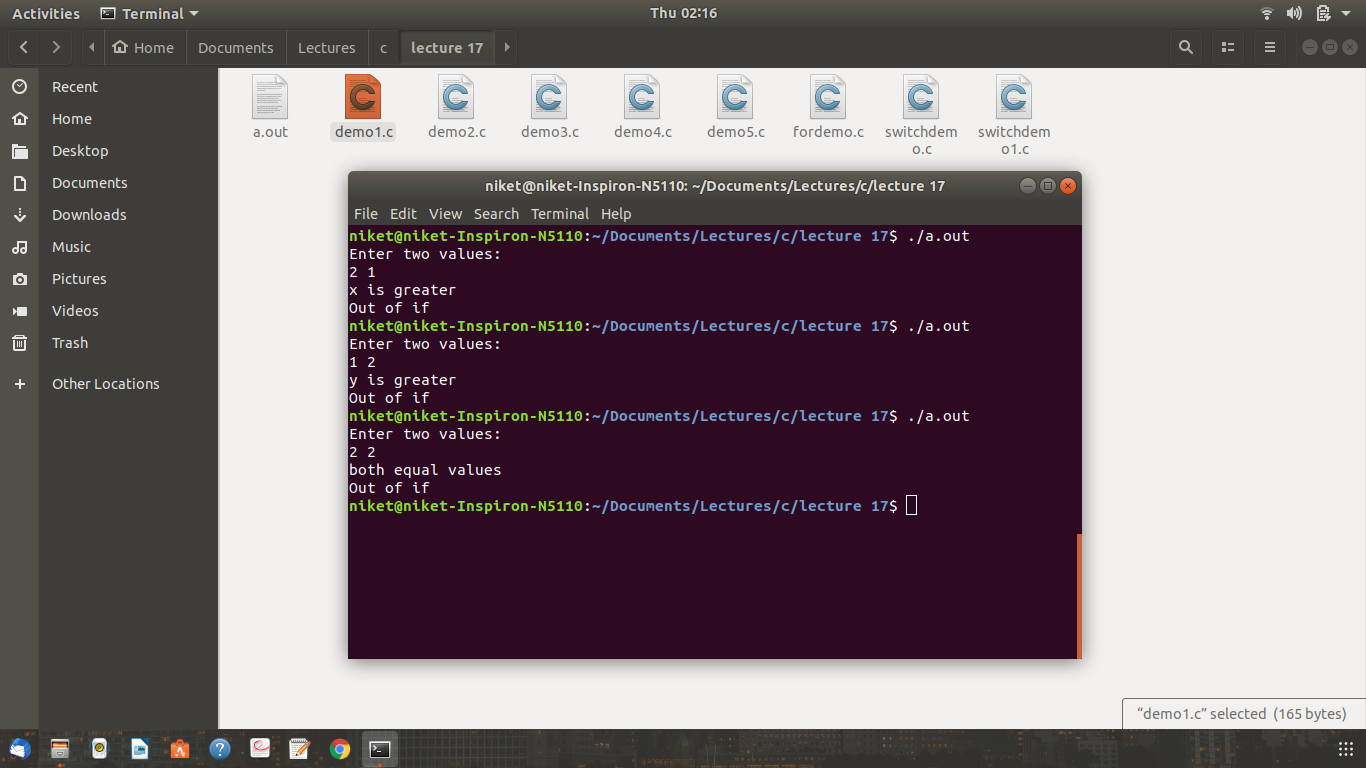 Activities Terminal Thu 02:16
Home Documents Lectures c lecture 17
Recent
Home
Desktop
Documents
Downloads
Music
Pictures
Videos
Trash
Other Locations
a.out demo1.c demo2.c demo3.c demo4.c demo5.c fordemo.c switchdem switchdem
o.c o1.c
niket@niket-Inspiron-N5110: ~/Documents/Lectures/c/lecture 17
File Edit View Search Terminal Help
niket@niket-Inspiron-N5110:~/Documents/Lectures/c/lecture 17$ ./a.out
Enter two values:
2 1
x is greater
Out of if
niket@niket-Inspiron-N5110:~/Documents/Lectures/c/lecture 17$ ./a.out
Enter two values:
1 2
y is greater
Out of if
niket@niket-Inspiron-N5110:~/Documents/Lectures/c/lecture 17$ ./a.out
Enter two values:
2 2
both equal values
Out of if
niket@niket-Inspiron-N5110:~/Documents/Lectures/c/lecture 17$
“demo1.c” selected (165 bytes)